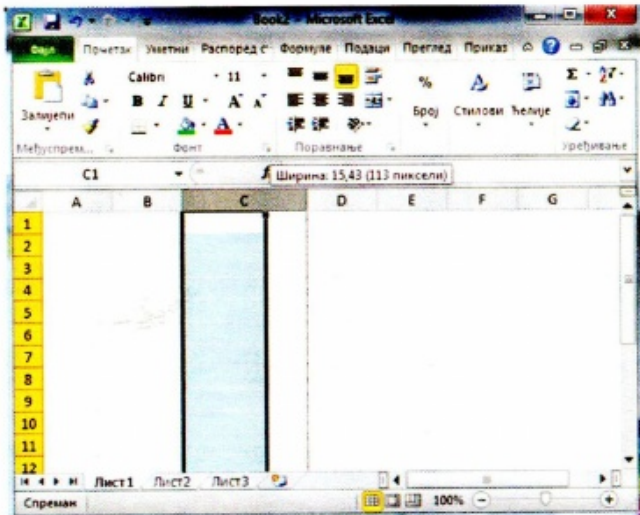 Book2 - Microsoft Excel
Почетак Уметни Распоред с Формуле Подаци Преглед Приказ
Calibri 11
B I U A A
Залијепи
% Број Стилови Ћелије
Фонт Поравнање Уређивање
C1
Ширина: 15,43 (113 пиксели)
A B C D E F G
1
2
3
4
5
6
7
8
9
10
11
12
Лист1 Лист2 Лист3
Спреман 100%